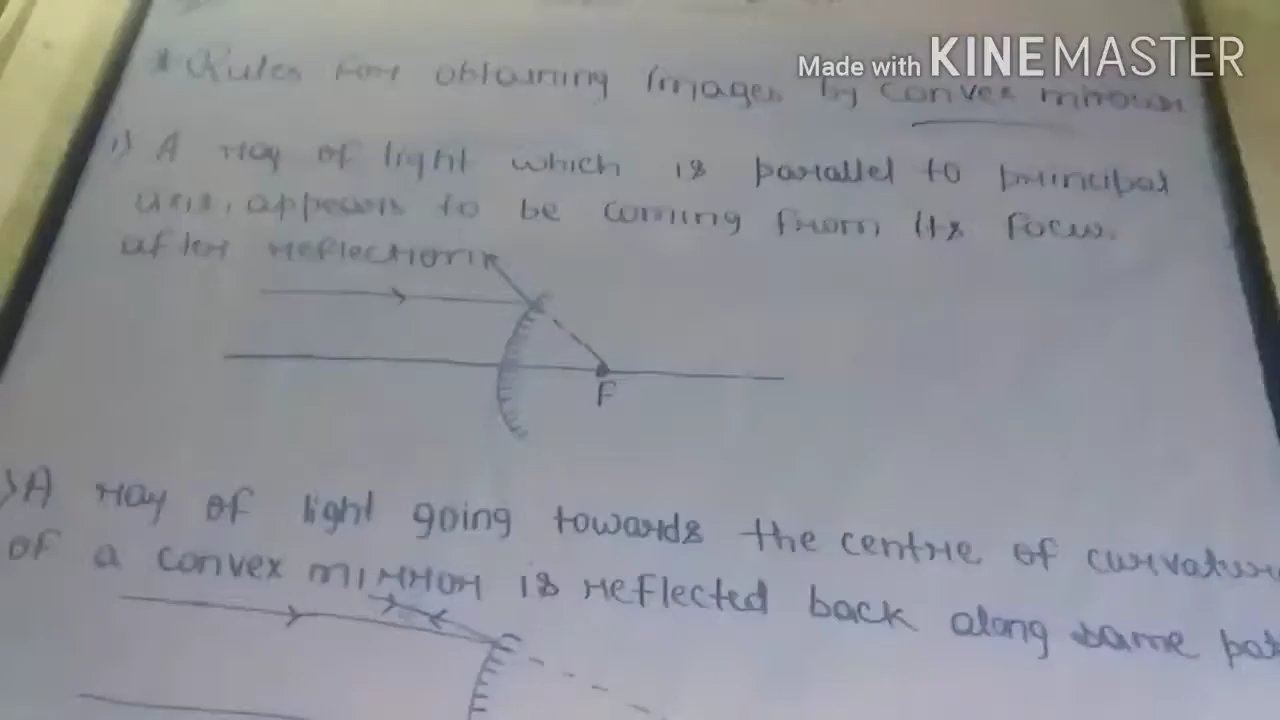 Made with KINEMASTER
* Rules for obtaining images by convex mirror
1) A ray of light which is parallel to principal
axis, appears to be coming from its focus.
after reflection
F
) A ray of light going towards the centre of curvature
of a convex mirror is reflected back along same pat